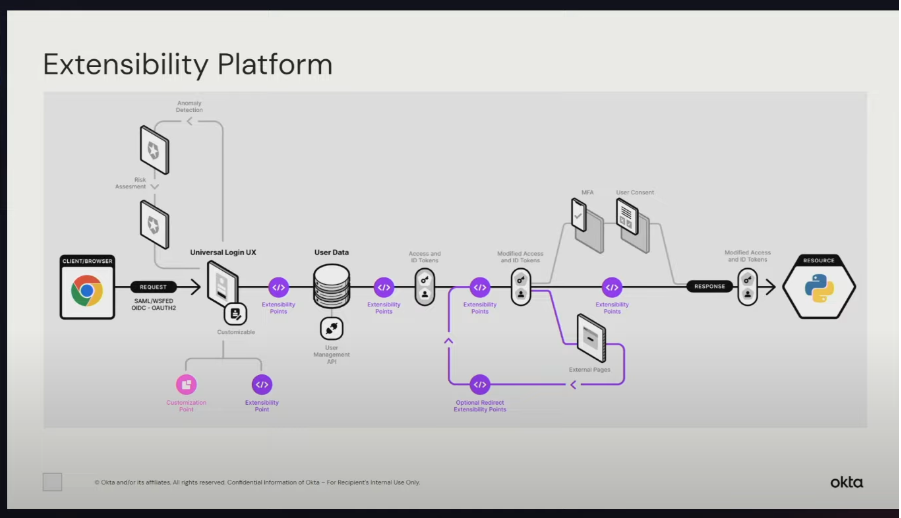 Extensibility Platform
Anomaly
Detection
Risk
Assesment
CLIENT/BROWSER
REQUEST
SAML/WSFED
OIDC - OAUTH2
Universal Login UX
Customizable
Customization
Point
Extensibility
Point
Extensibility
Points
User Data
User
Management
API
Extensibility
Points
Access and
ID Tokens
Extensibility
Points
Optional Redirect
Extensibility Points
Modified Access
and ID Tokens
External Pages
MFA
User Consent
Extensibility
Points
RESPONSE
Modified Access
and ID Tokens
RESOURCE
© Okta and/or its affiliates. All rights reserved. Confidential Information of Okta – For Recipient's Internal Use Only.
okta